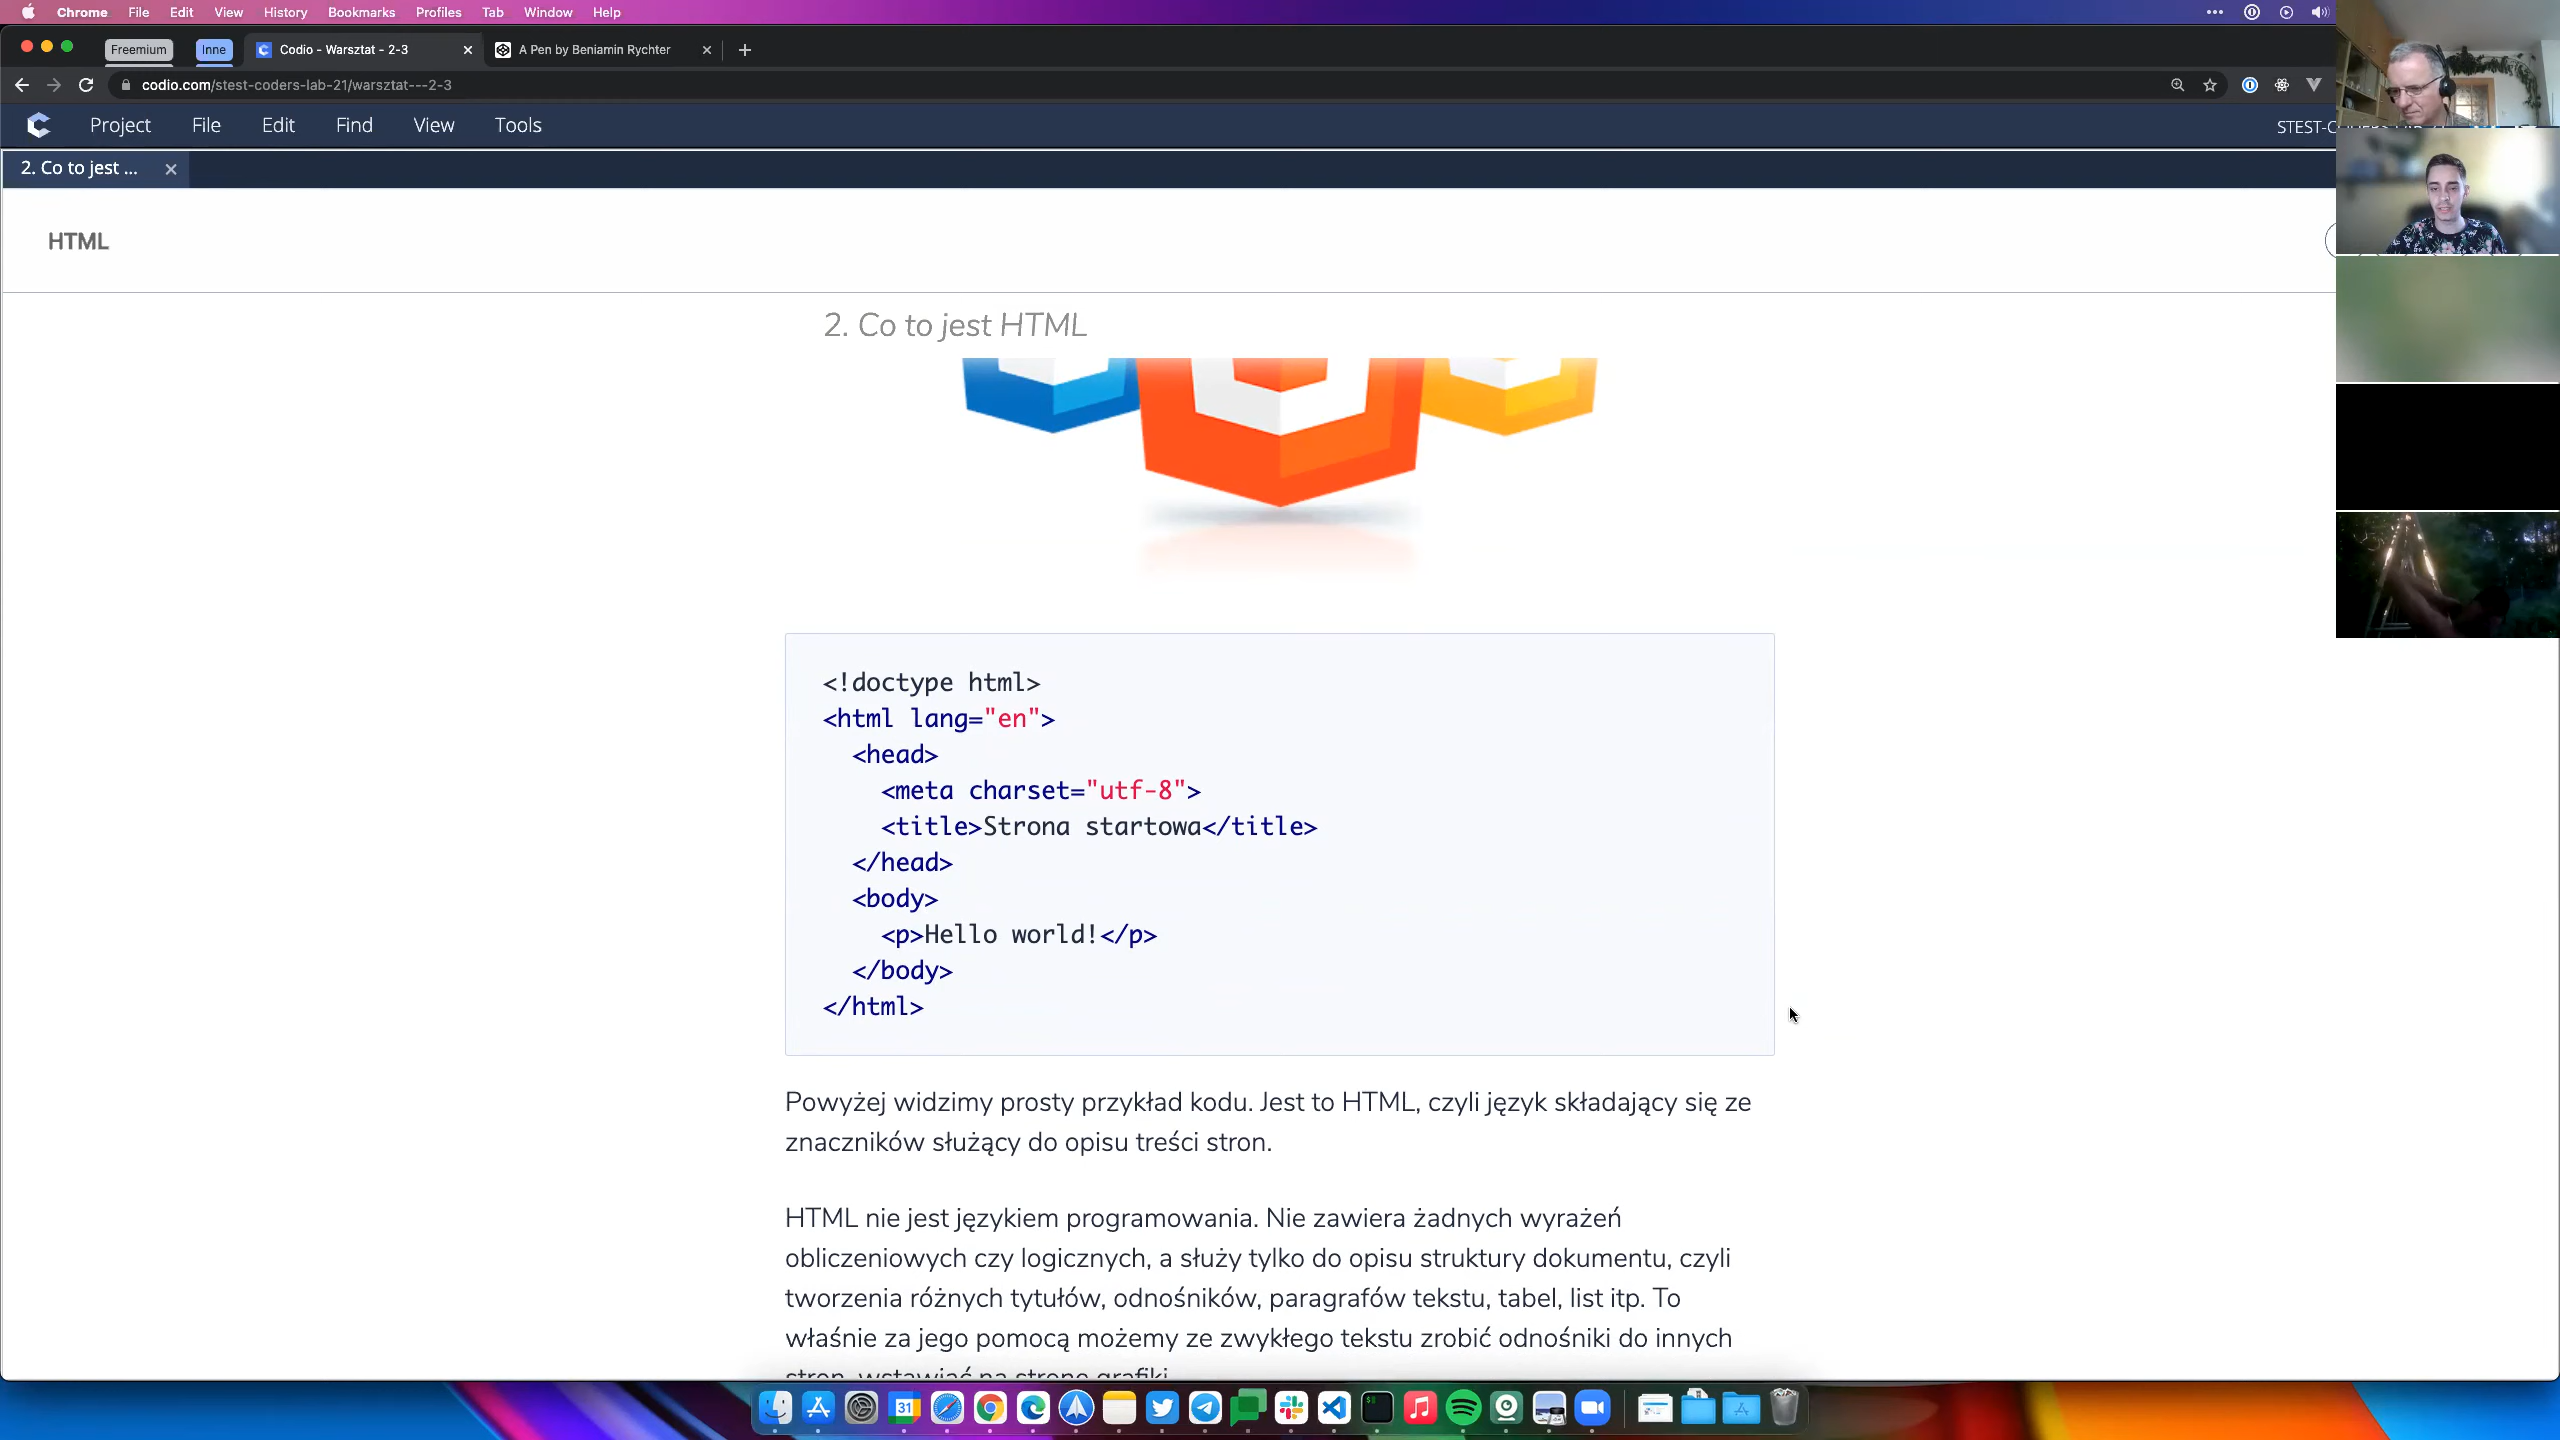 Chrome File Edit View History Bookmarks Profiles Tab Window Help
Freemium Inne Codio - Warsztat - 2-3 A Pen by Beniamin Rychter
codio.com/stest-coders-lab-21/warsztat---2-3
Project File Edit Find View Tools
2. Co to jest ...
HTML
2. Co to jest HTML
<!doctype html>
<html lang="en">
<head>
<meta charset="utf-8">
<title>Strona startowa</title>
</head>
<body>
<p>Hello world!</p>
</body>
</html>
Powyżej widzimy prosty przykład kodu. Jest to HTML, czyli język składający się ze
znaczników służący do opisu treści stron.
HTML nie jest językiem programowania. Nie zawiera żadnych wyrażeń
obliczeniowych czy logicznych, a służy tylko do opisu struktury dokumentu, czyli
tworzenia różnych tytułów, odnośników, paragrafów tekstu, tabel, list itp. To
właśnie za jego pomocą możemy ze zwykłego tekstu zrobić odnośniki do innych
stron, wstawiać na stronę grafiki
31